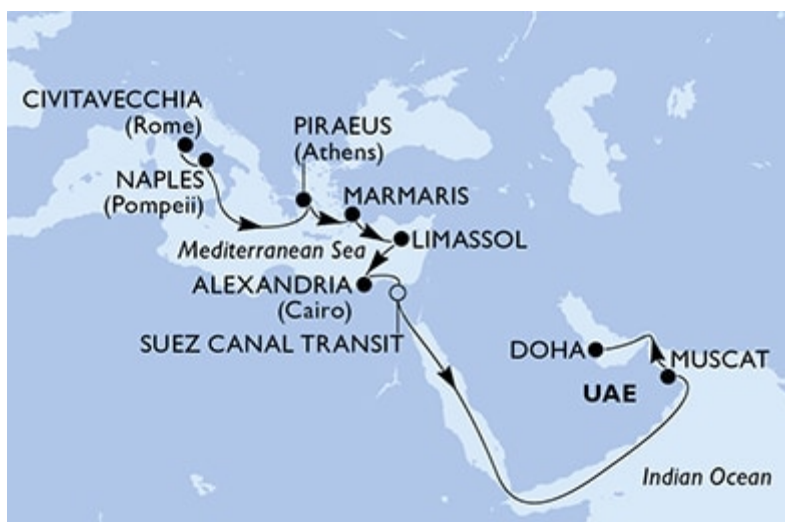 CIVITAVECCHIA
(Rome)
NAPLES
(Pompeii)
PIRAEUS
(Athens)
MARMARIS
Mediterranean Sea
LIMASSOL
ALEXANDRIA
(Cairo)
SUEZ CANAL TRANSIT
DOHA
MUSCAT
UAE
Indian Ocean